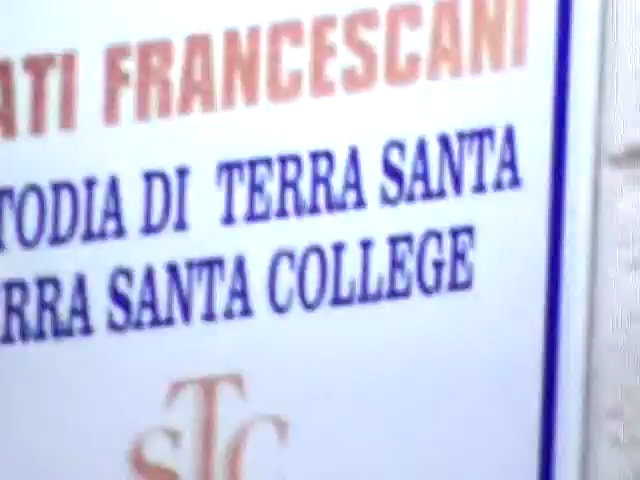 ATI FRANCESCANI
TODIA DI TERRA SANTA
RRA SANTA COLLEGE
STC